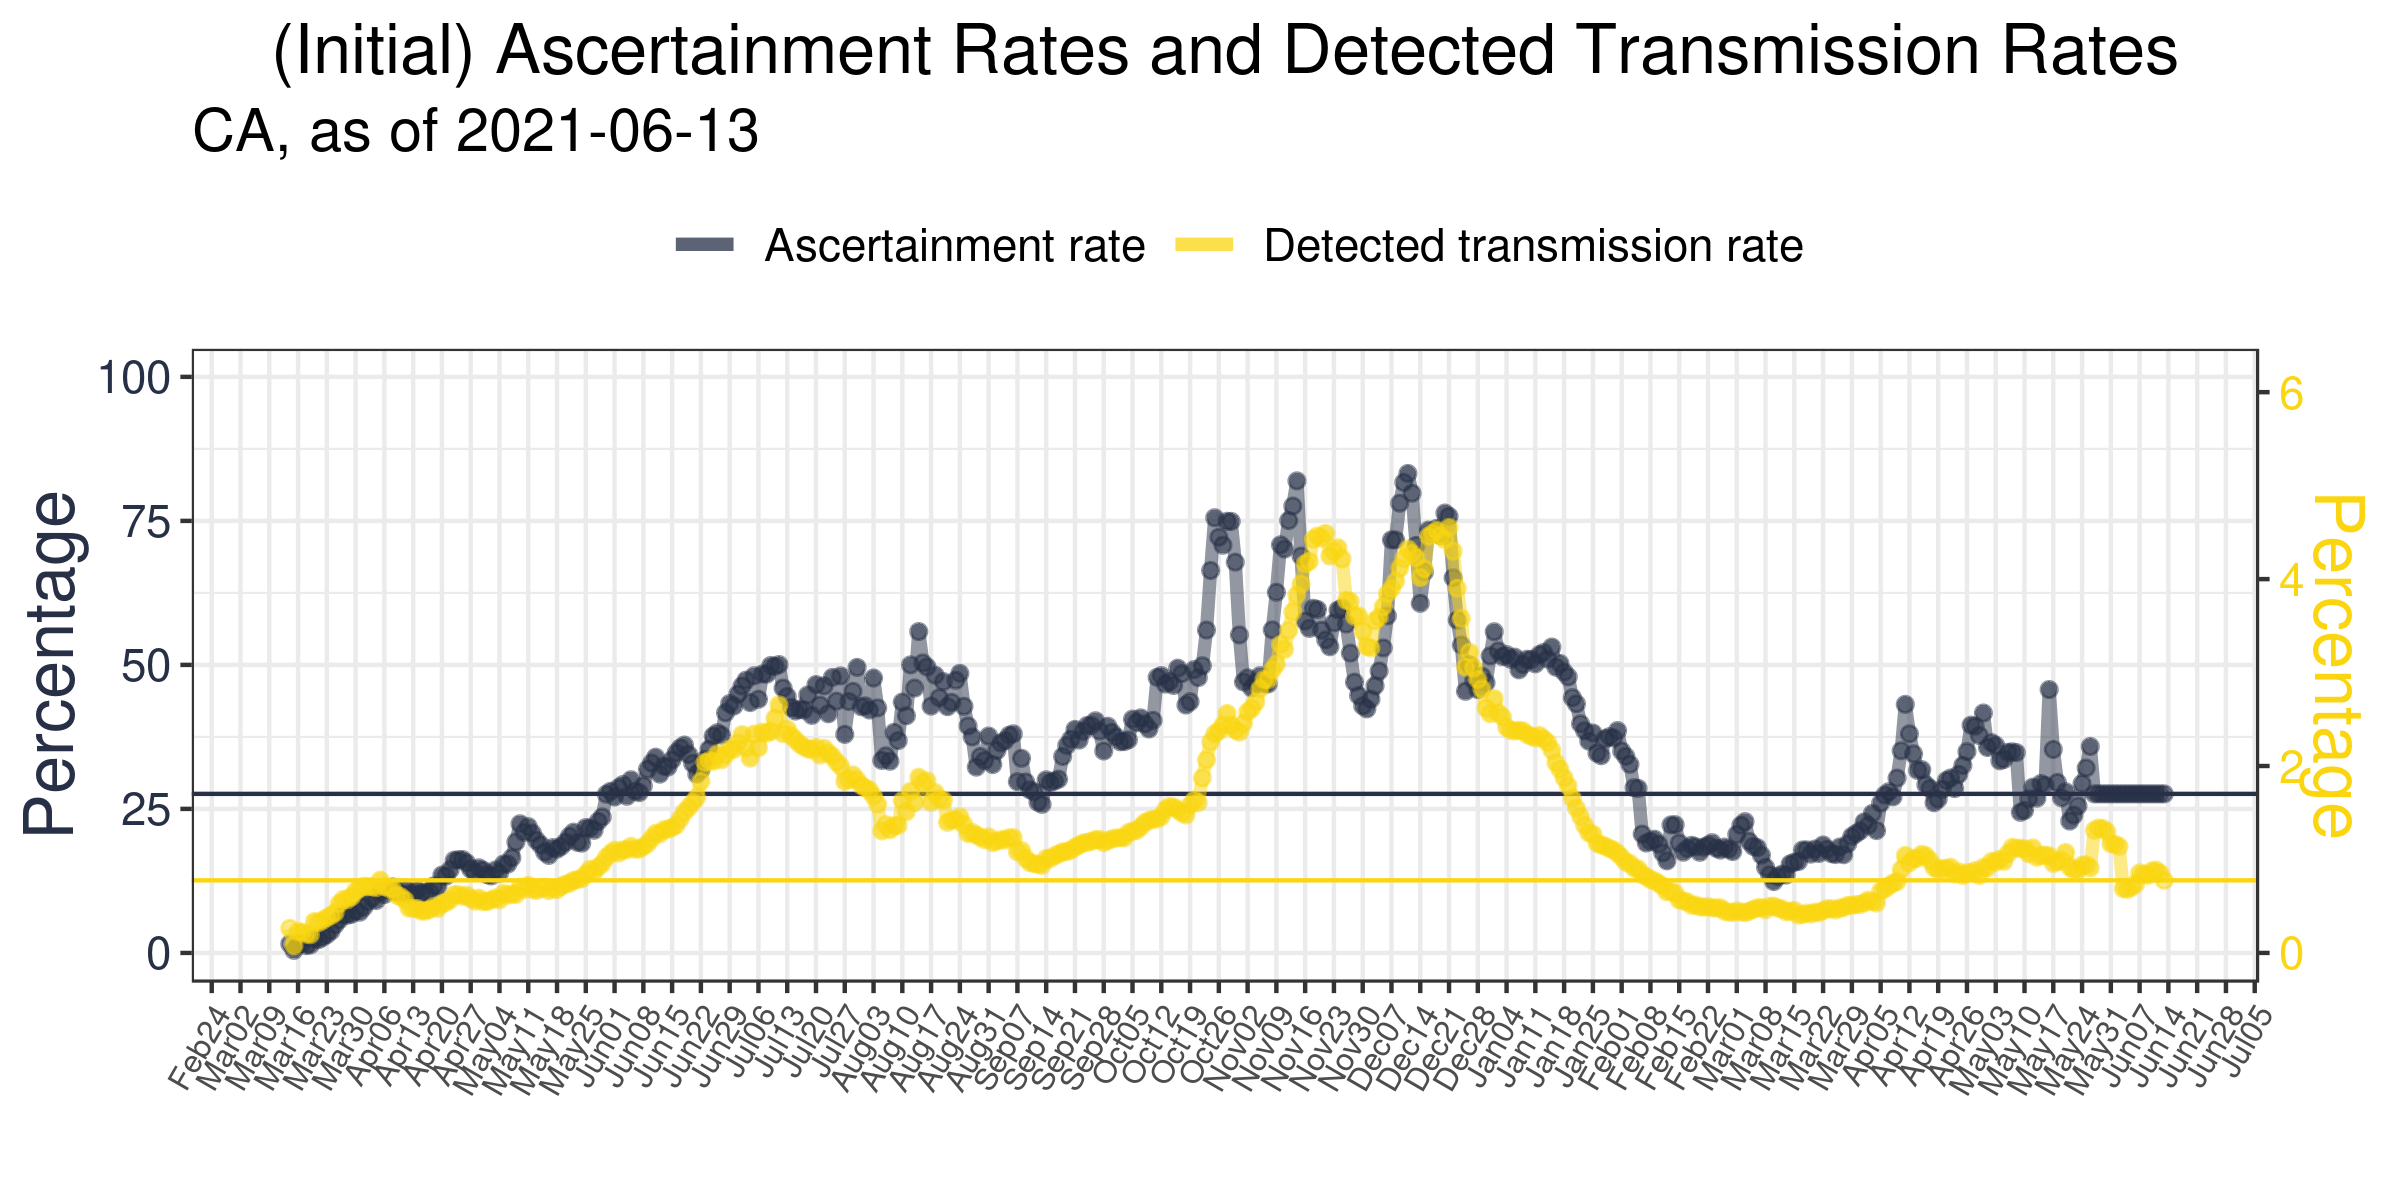 (Initial) Ascertainment Rates and Detected Transmission Rates
CA, as of 2021-06-13
Ascertainment rate
Detected transmission rate
Percentage
100
75
50
25
0
6
4
2
0
Percentage
Feb24
Mar02
Mar09
Mar16
Mar23
Mar30
Apr06
Apr13
Apr20
Apr27
May04
May11
May18
May25
Jun01
Jun08
Jun15
Jun22
Jun29
Jul06
Jul13
Jul20
Jul27
Aug03
Aug10
Aug17
Aug24
Aug31
Sep07
Sep14
Sep21
Sep28
Oct05
Oct12
Oct19
Oct26
Nov02
Nov09
Nov16
Nov23
Nov30
Dec07
Dec14
Dec21
Dec28
Jan04
Jan11
Jan18
Jan25
Feb01
Feb08
Feb15
Feb22
Mar01
Mar08
Mar15
Mar22
Mar29
Apr05
Apr12
Apr19
Apr26
May03
May10
May17
May24
May31
Jun07
Jun14
Jun21
Jun28
Jul05